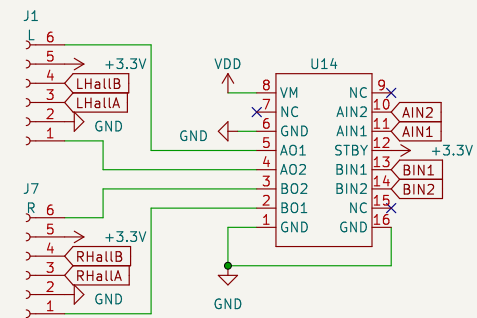 J1
L
6
5
+3.3V
4
LHallB
3
LHallA
2
GND
1
J7
R
6
5
+3.3V
4
RHallB
3
RHallA
2
GND
1
VDD
U14
8 VM NC 9
7 NC AIN2 10 AIN2
GND 6 GND AIN1 11 AIN1
5 AO1 STBY 12 +3.3V
4 AO2 BIN1 13 BIN1
3 BO2 BIN2 14 BIN2
2 BO1 NC 15
1 GND GND 16
GND